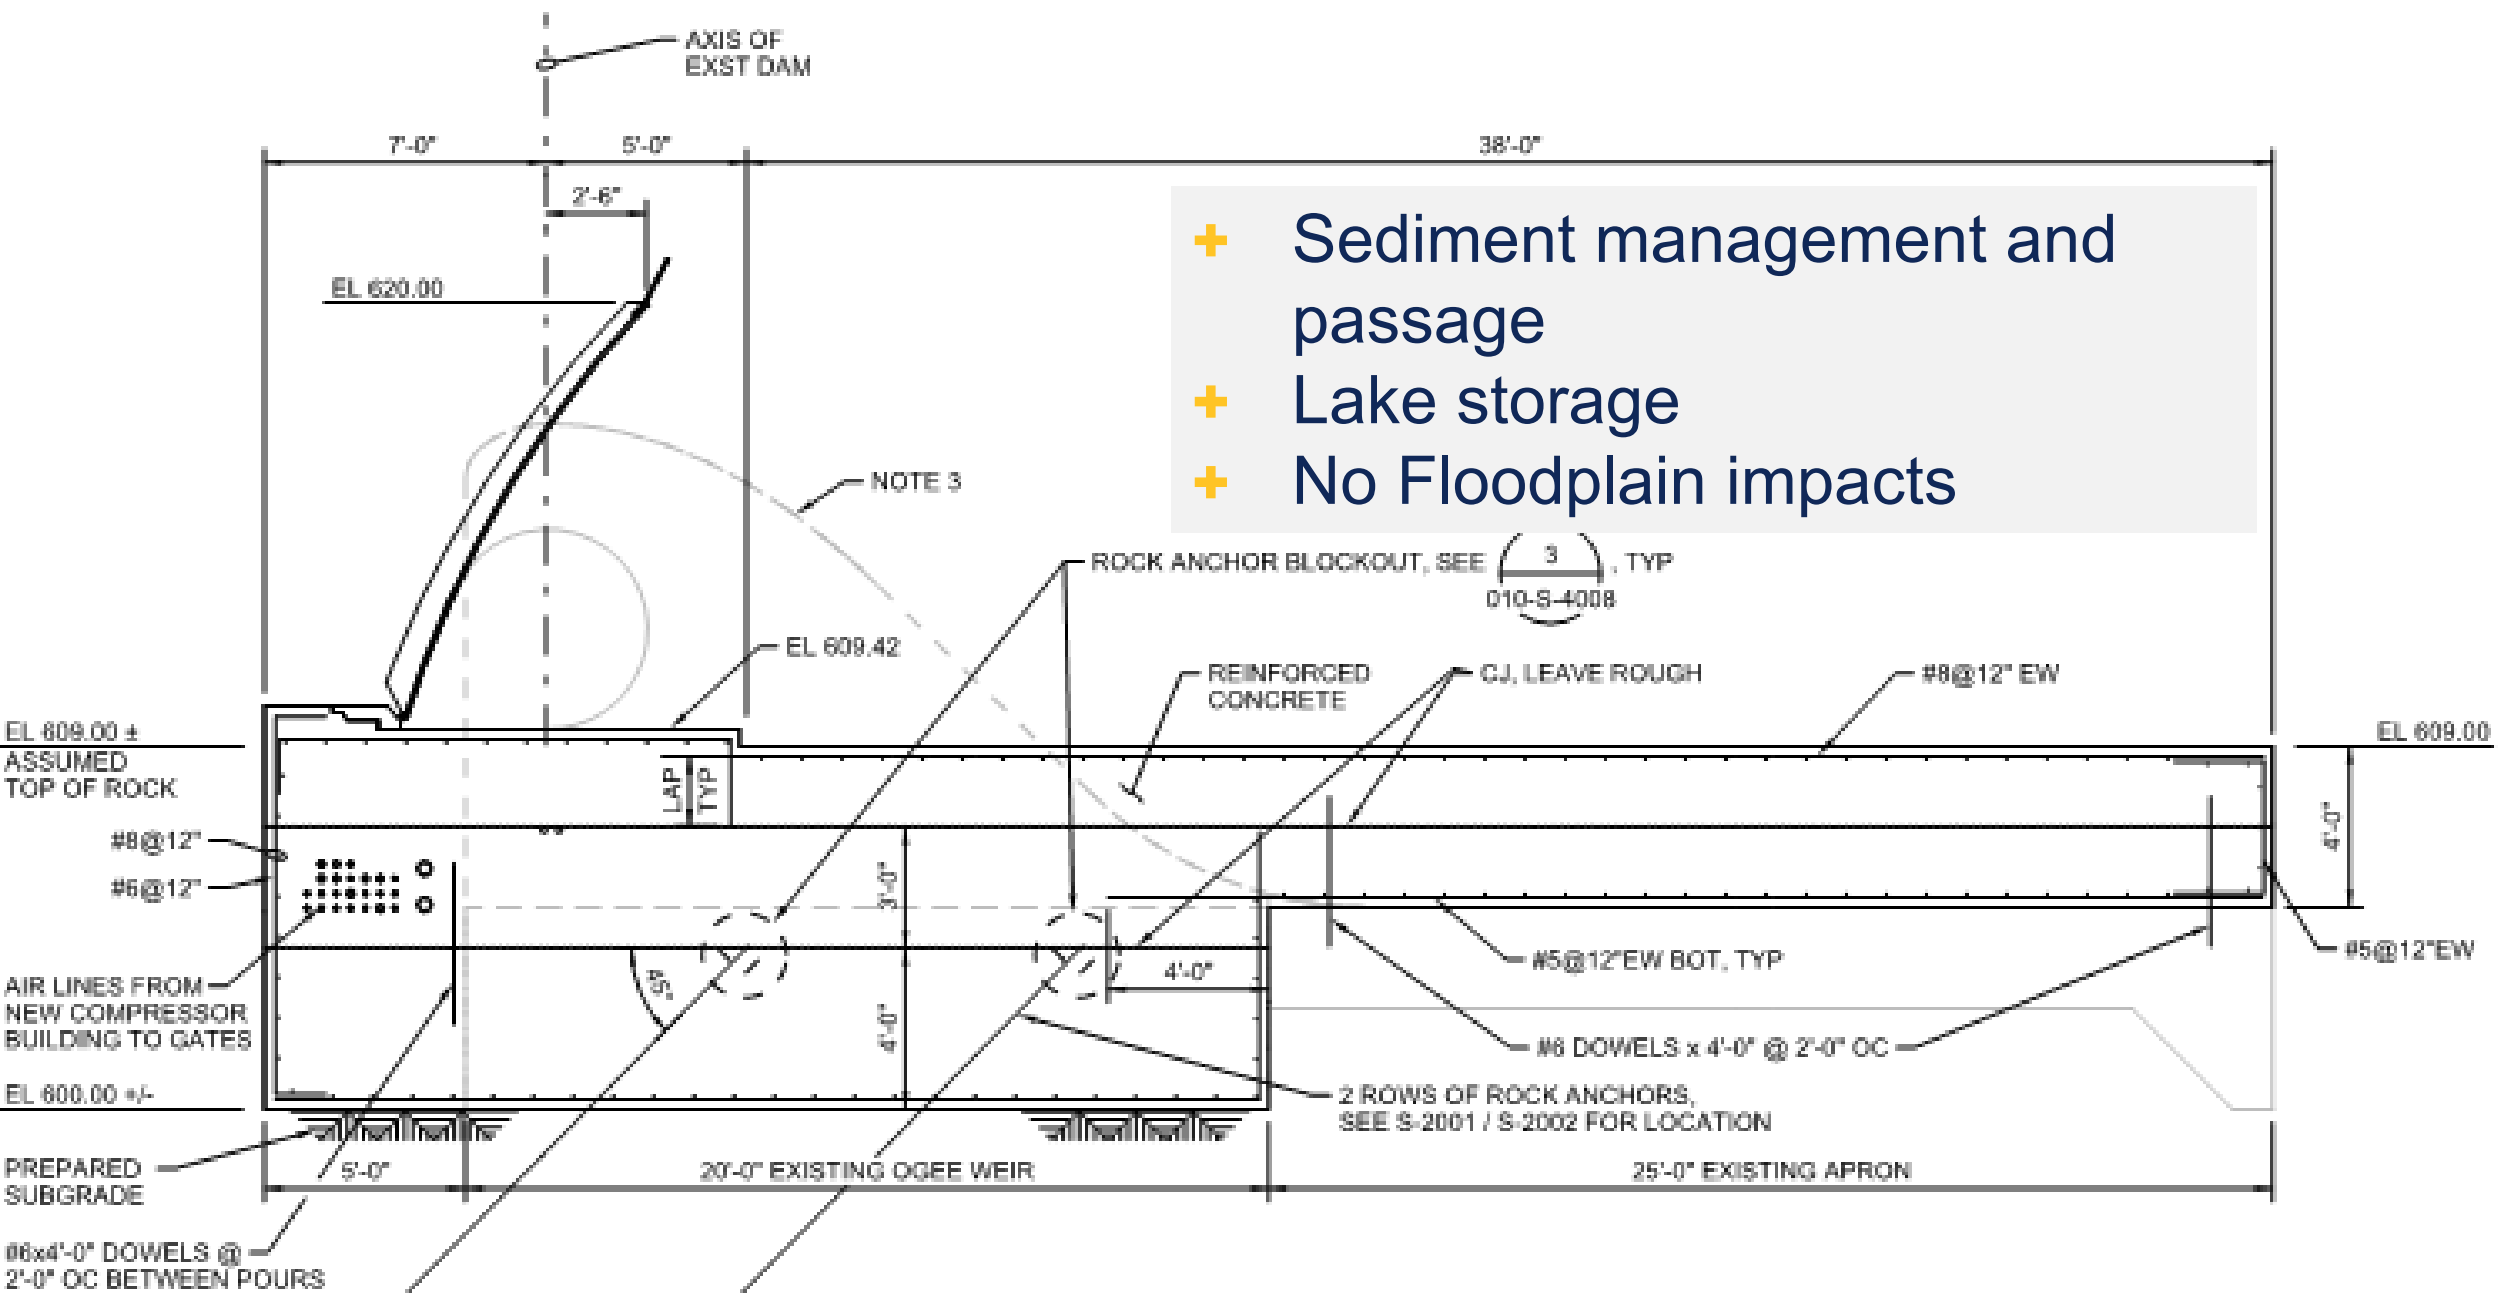 AXIS OF
EXST DAM
7'-0"
5'-0"
38'-0"
2'-6"
Sediment management and
passage
Lake storage
No Floodplain impacts
EL 620.00
NOTE 3
ROCK ANCHOR BLOCKOUT, SEE
3
010-S-4008
, TYP
EL 609.42
REINFORCED
CONCRETE
CJ, LEAVE ROUGH
#8@12" EW
EL 609.00 ±
ASSUMED
TOP OF ROCK
EL 609.00
LAP
TYP
4'-0"
#8@12"
#6@12"
3'-0"
AIR LINES FROM
NEW COMPRESSOR
BUILDING TO GATES
45°
4'-0"
4'-0"
#5@12"EW BOT, TYP
#5@12"EW
#6 DOWELS x 4'-0" @ 2'-0" OC
EL 600.00 +/-
2 ROWS OF ROCK ANCHORS,
SEE S-2001 / S-2002 FOR LOCATION
PREPARED
SUBGRADE
5'-0"
20'-0" EXISTING OGEE WEIR
25'-0" EXISTING APRON
#6x4'-0" DOWELS @
2'-0" OC BETWEEN POURS